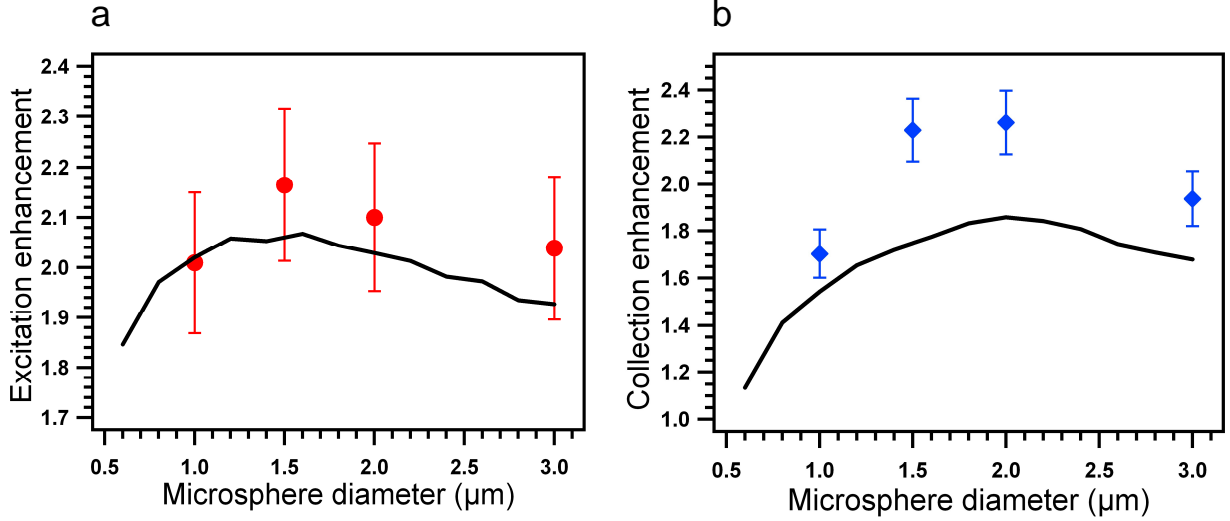 a
Excitation enhancement
2.4
2.3
2.2
2.1
2.0
1.9
1.8
1.7
0.5 1.0 1.5 2.0 2.5 3.0
Microsphere diameter (µm)
b
Collection enhancement
2.4
2.2
2.0
1.8
1.6
1.4
1.2
1.0
0.5 1.0 1.5 2.0 2.5 3.0
Microsphere diameter (µm)